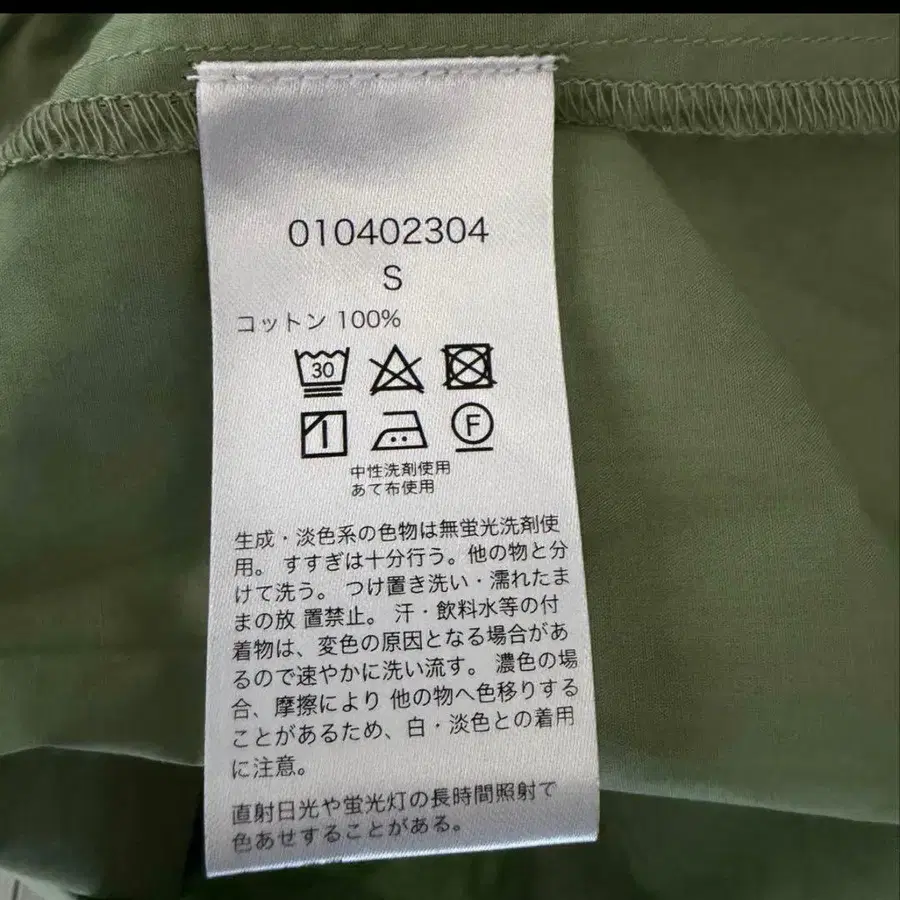 010402304
S
コットン 100%
30
F
中性洗剤使用
あて布使用
生成・淡色系の色物は無蛍光洗剤使
用。 すすぎは十分行う。他の物と分
けて洗う。 つけ置き洗い・濡れたま
まの放 置禁止。 汗・飲料水等の付
着物は、変色の原因となる場合があ
るので速やかに洗い流す。 濃色の場
合、摩擦により 他の物へ色移りする
ことがあるため、白・淡色との着用
に注意。
直射日光や蛍光灯の長時間照射で
色あせすることがある。